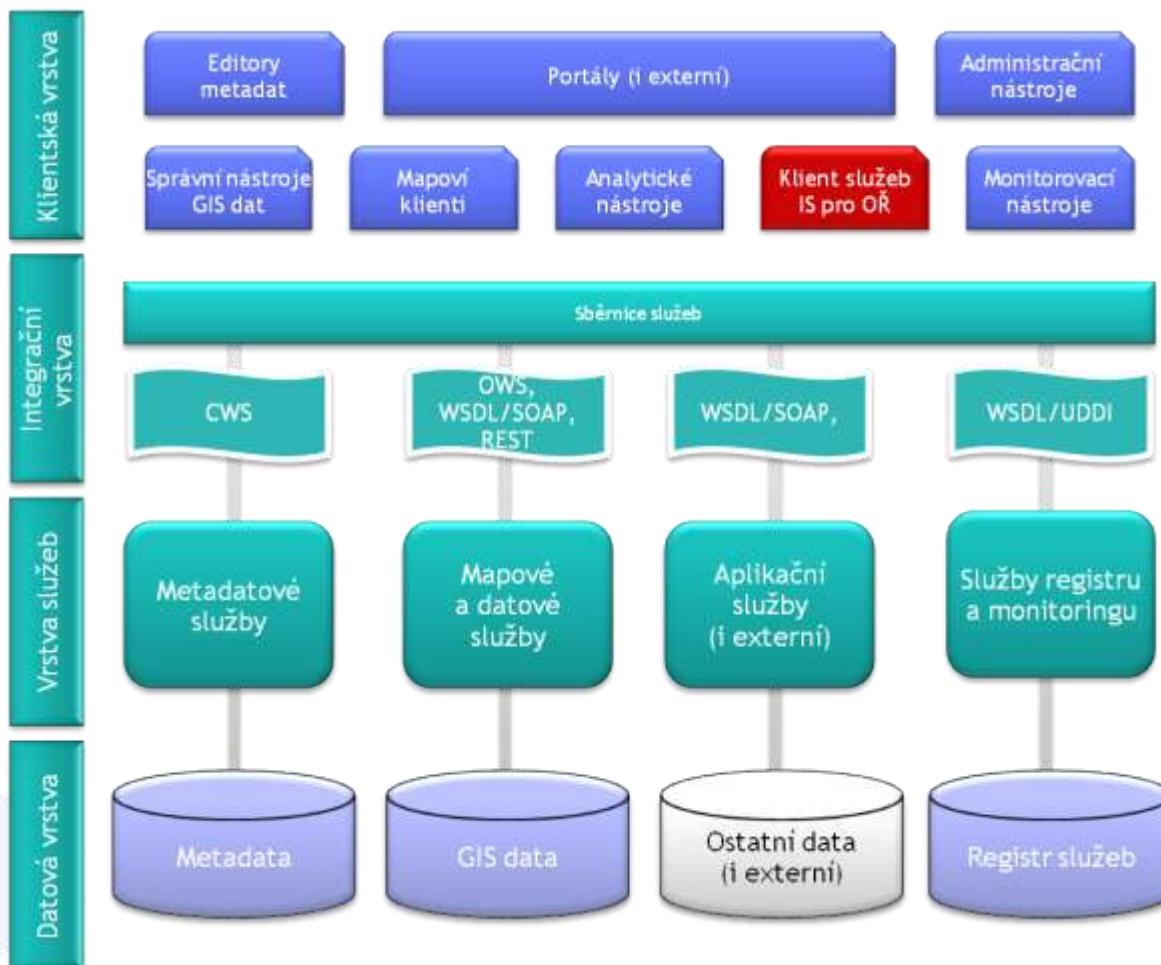 Klientská vrstva
Editory
metadat
Portály (i externí)
Administrační
nástroje
Správní nástroje
GIS dat
Mapoví
klienti
Analytické
nástroje
Klient služeb
IS pro OŘ
Monitorovací
nástroje
Integrační
vrstva
Sběrnice služeb
CWS
OWS,
WSDL/SOAP,
REST
WSDL/SOAP,
WSDL/UDDI
Vrstva služeb
Metadatové
služby
Mapové
a datové
služby
Aplikační
služby
(i externí)
Služby registru
a monitoringu
Datová vrstva
Metadata
GIS data
Ostatní data
(i externí)
Registr služeb